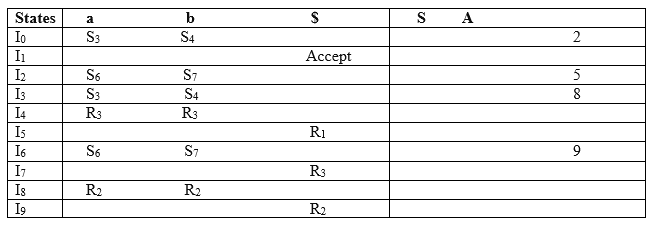 States a b $ S A
I0 S3 S4 2
I1 Accept
I2 S6 S7 5
I3 S3 S4 8
I4 R3 R3
I5 R1
I6 S6 S7 9
I7 R3
I8 R2 R2
I9 R2